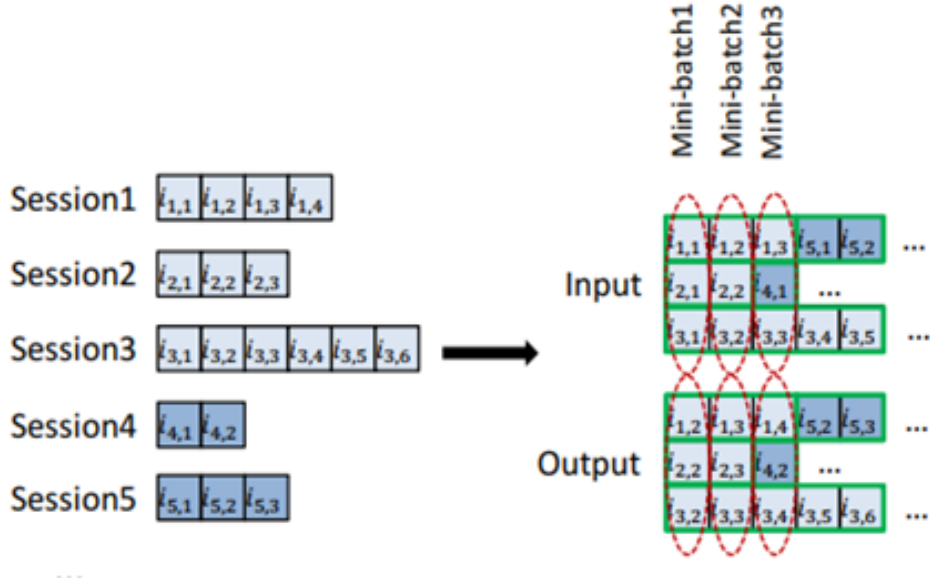 Mini-batch1
Mini-batch2
Mini-batch3
Session1 i1,1 i1,2 i1,3 i1,4
Session2 i2,1 i2,2 i2,3
Session3 i3,1 i3,2 i3,3 i3,4 i3,5 i3,6
Session4 i4,1 i4,2
Session5 i5,1 i5,2 i5,3
...
Input
i1,1 i1,2 i1,3 i5,1 i5,2 ...
i2,1 i2,2 i4,1 ...
i3,1 i3,2 i3,3 i3,4 i3,5 ...
Output
i1,2 i1,3 i1,4 i5,2 i5,3 ...
i2,2 i2,3 i4,2 ...
i3,2 i3,3 i3,4 i3,5 i3,6 ...